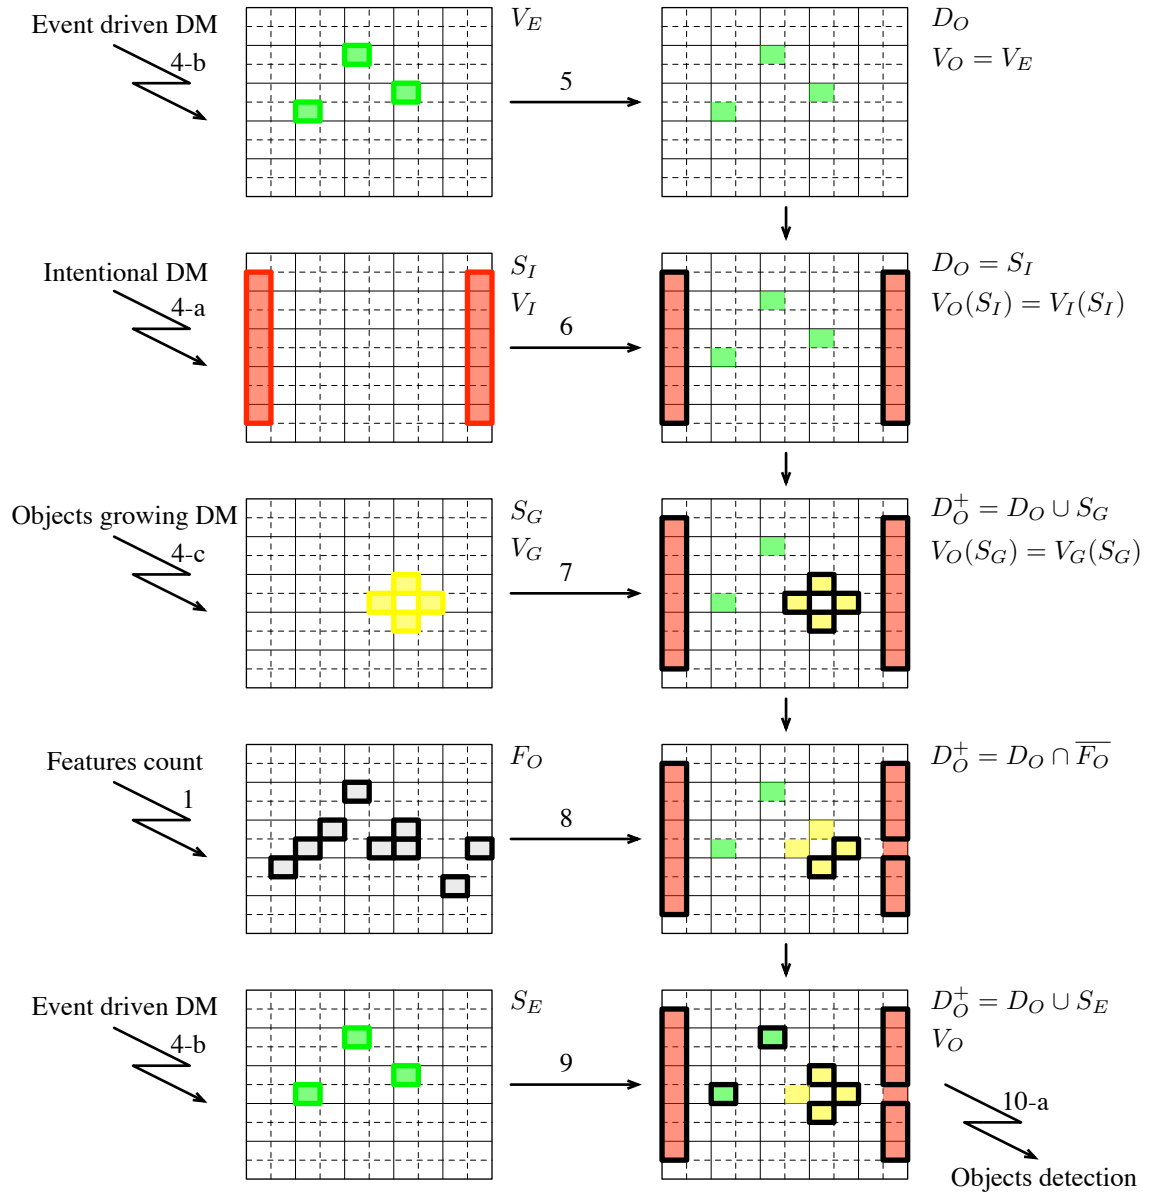 Event driven DM
4-b
V_E
5
D_O
V_O = V_E
Intentional DM
4-a
S_I
V_I
6
D_O = S_I
V_O(S_I) = V_I(S_I)
Objects growing DM
4-c
S_G
V_G
7
D_O^+ = D_O ∪ S_G
V_O(S_G) = V_G(S_G)
Features count
1
F_O
8
D_O^+ = D_O ∩ \overline{F_O}
Event driven DM
4-b
S_E
9
D_O^+ = D_O ∪ S_E
V_O
10-a
Objects detection